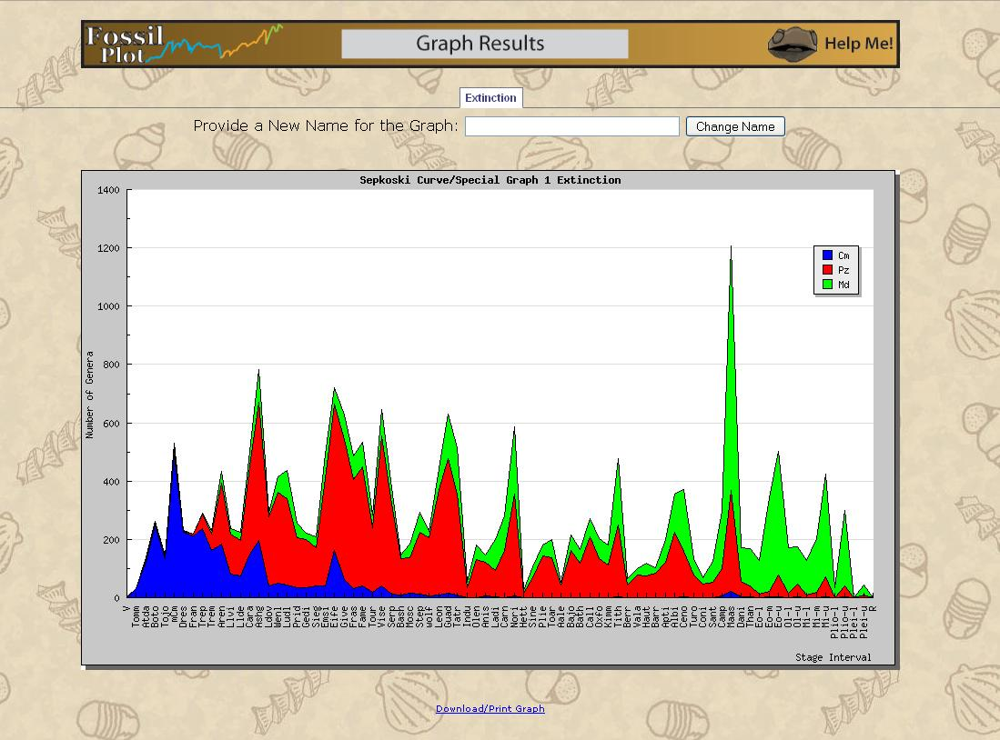 Fossil
Plot
Graph Results
Help Me!
Extinction
Provide a New Name for the Graph:
Change Name
Sepkoski Curve/Special Graph 1 Extinction
1400
1200
1000
800
600
400
200
0
Number of Genera
Cm
Pz
Md
V Tomm Atda Boto Tojo mCm Dres Fran Trep Trem Aren Llvi Llde Cara Ashg Ldov Wenl Ludl Prid Gedi Sieg Emsi Eife Give Fras Fame Tour Vise Serp Bash Mosc Step Wolf Leon Guad Tatr Indu Olen Anis Ladi Carn Nori Hett Sine Plie Toar Aale Bajo Bath Call Oxfo Kimm Tith Berr Vala Haut Barr Apti Albi Ceno Turo Coni Sant Camp Maas Dani Than Eo-l Eo-m Eo-u Ol-l Ol-u Mi-l Mi-m Mi-u Plio-l Plio-u Plei-l Plei-u R
Stage Interval
Download/Print Graph